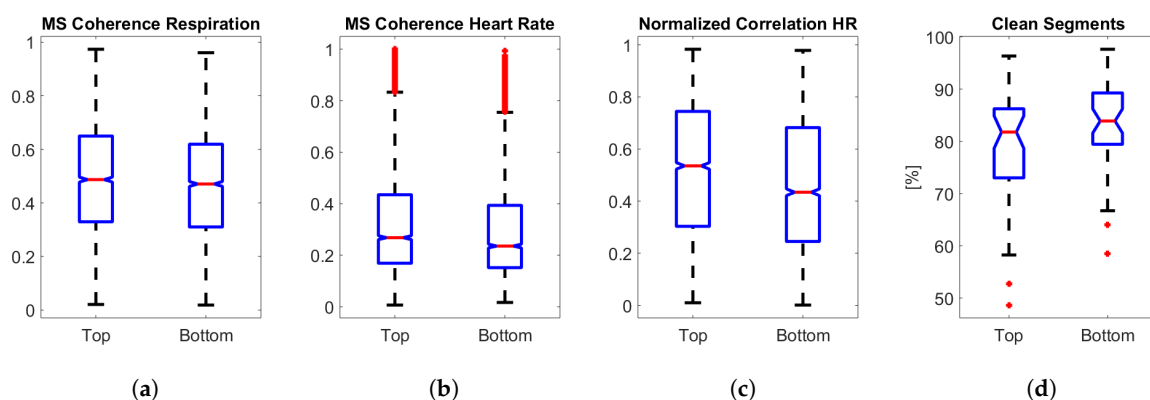 MS Coherence Respiration
1
0.8
0.6
0.4
0.2
0
Top Bottom
(a)
MS Coherence Heart Rate
1
0.8
0.6
0.4
0.2
0
Top Bottom
(b)
Normalized Correlation HR
1
0.8
0.6
0.4
0.2
0
Top Bottom
(c)
Clean Segments
100
90
80
70
60
50
[%]
Top Bottom
(d)